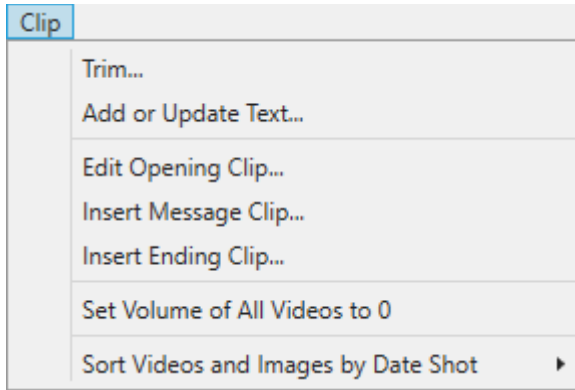 Clip
Trim...
Add or Update Text...
Edit Opening Clip...
Insert Message Clip...
Insert Ending Clip...
Set Volume of All Videos to 0
Sort Videos and Images by Date Shot